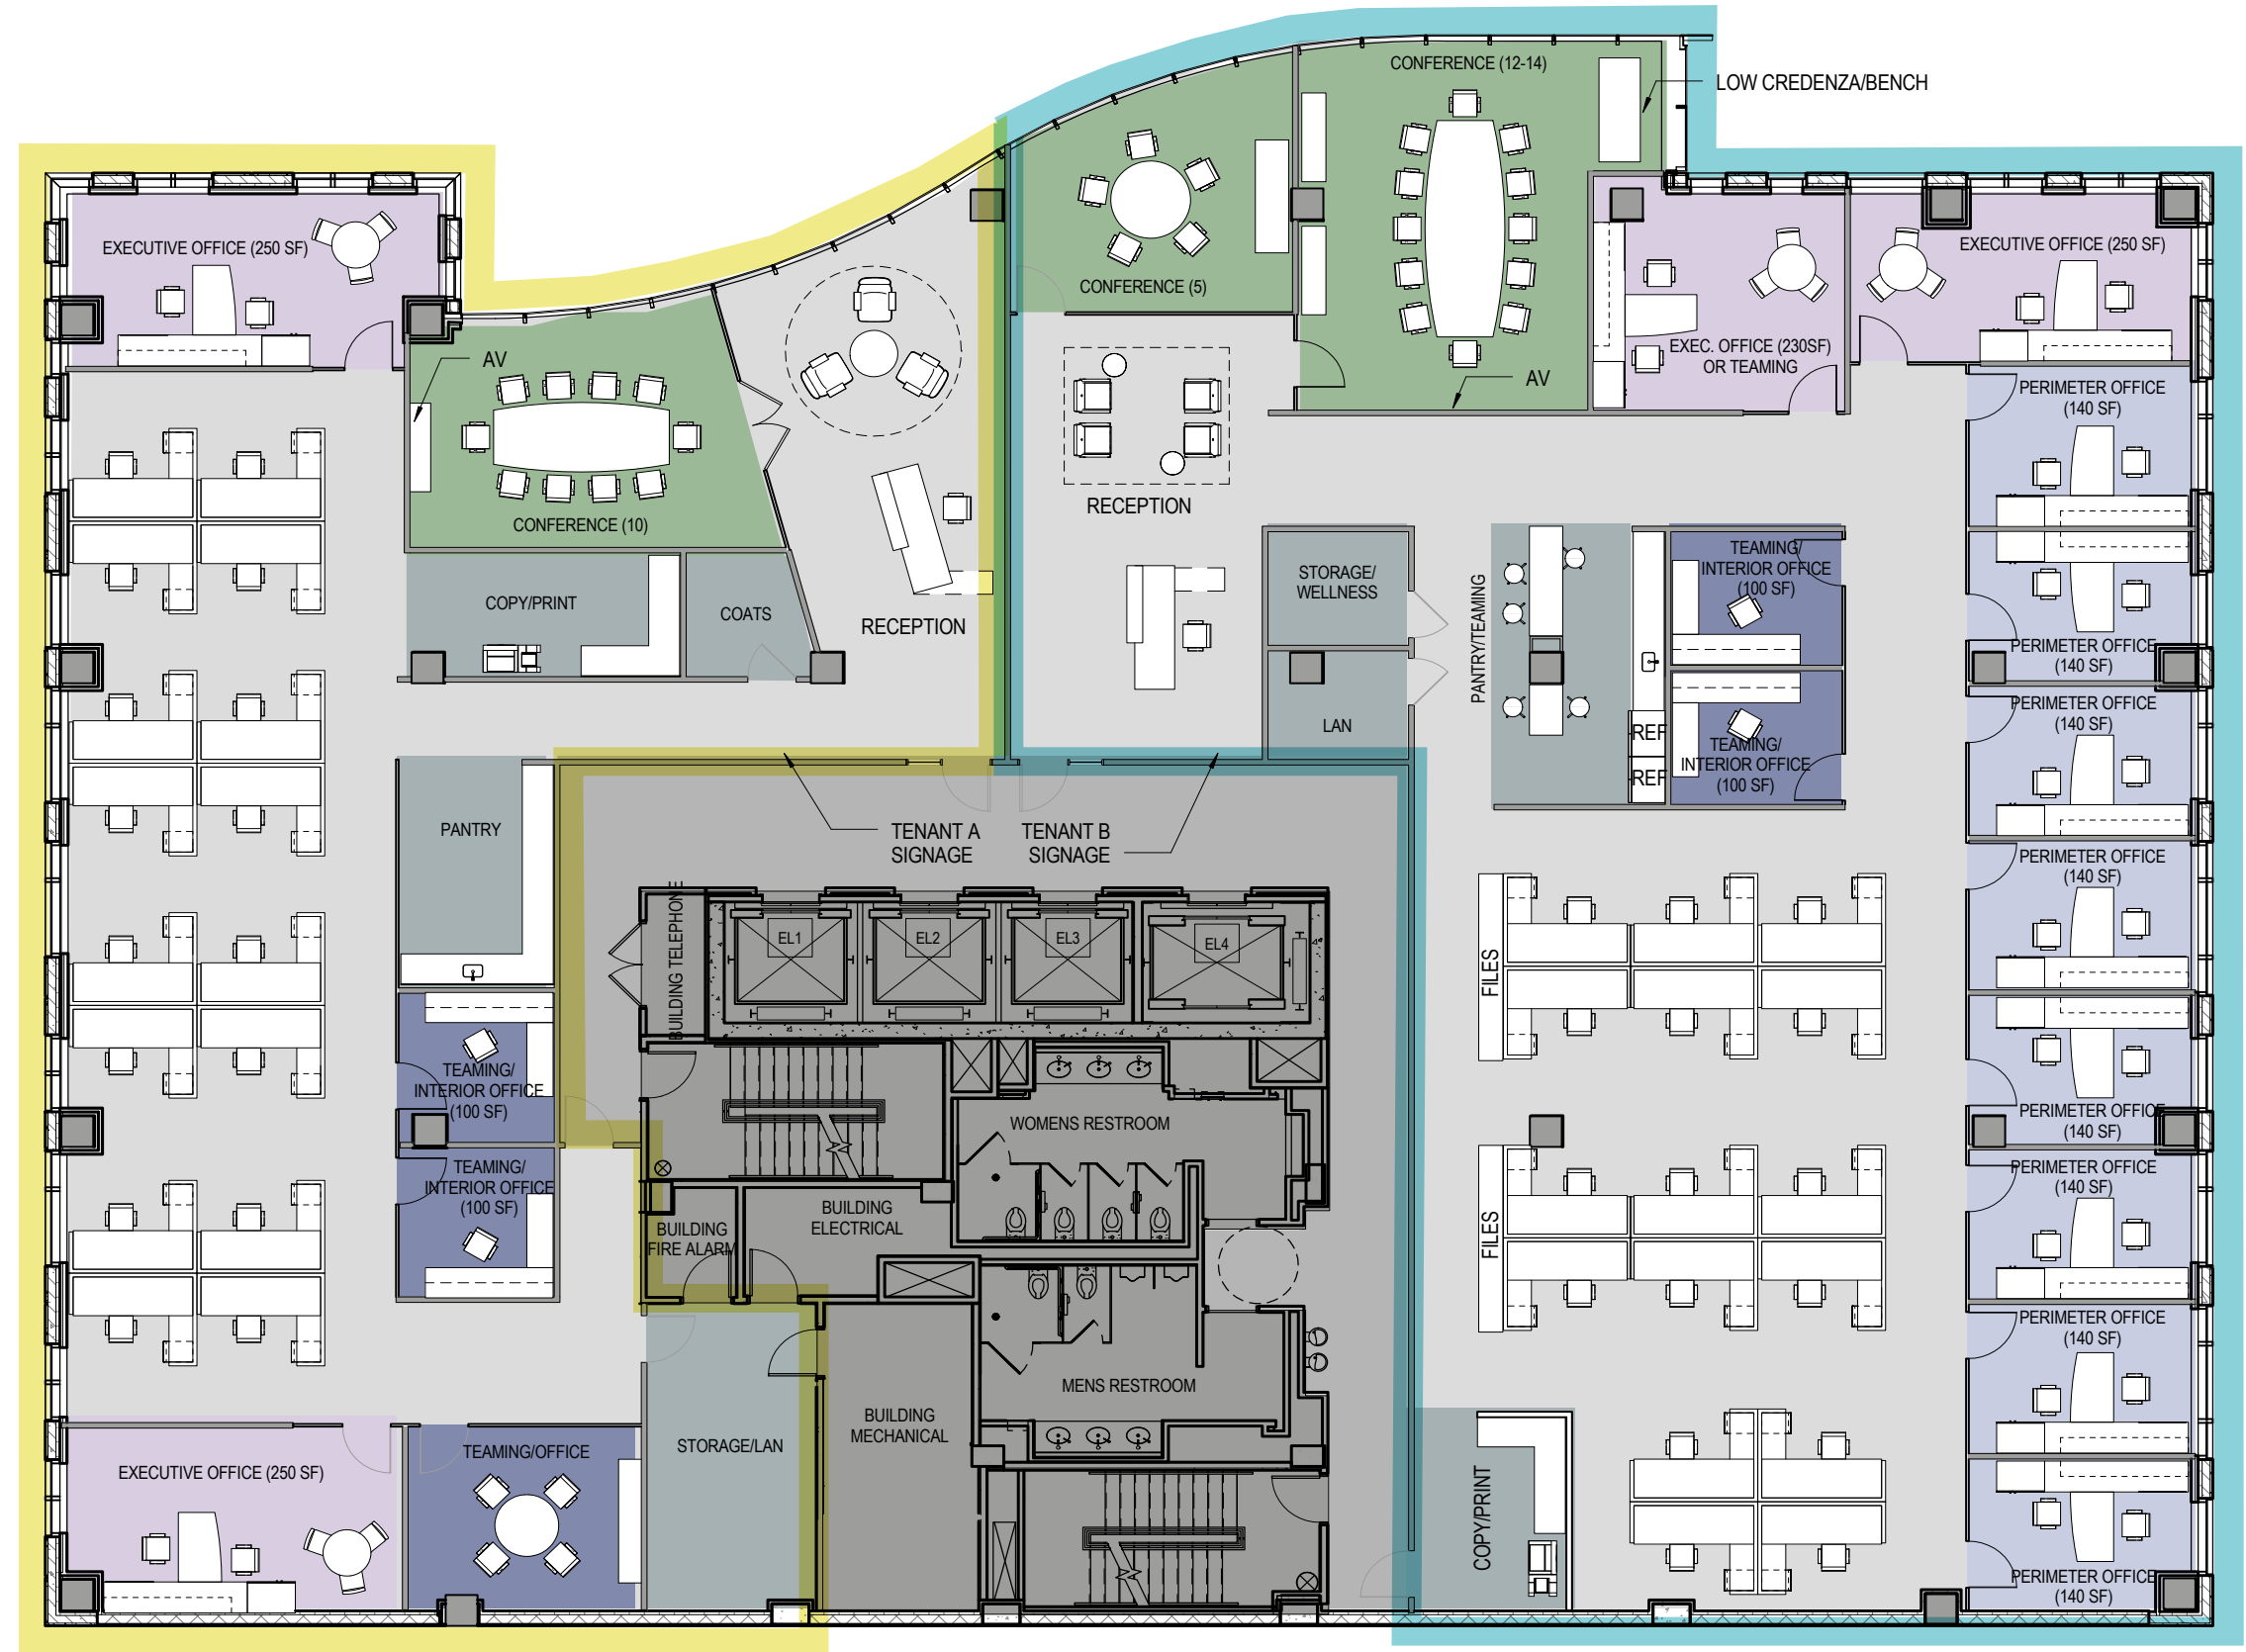 CONFERENCE (12-14)
LOW CREDENZA/BENCH
EXECUTIVE OFFICE (250 SF)
CONFERENCE (5)
EXECUTIVE OFFICE (250 SF)
AV
EXEC. OFFICE (230SF)
OR TEAMING
AV
PERIMETER OFFICE
(140 SF)
CONFERENCE (10)
RECEPTION
COPY/PRINT
COATS
RECEPTION
STORAGE/
WELLNESS
PANTRY/TEAMING
TEAMING/
INTERIOR OFFICE
(100 SF)
PERIMETER OFFICE
(140 SF)
LAN
REF
REF
TEAMING/
INTERIOR OFFICE
(100 SF)
PERIMETER OFFICE
(140 SF)
PANTRY
TENANT A
SIGNAGE
TENANT B
SIGNAGE
PERIMETER OFFICE
(140 SF)
BUILDING TELEPHONE
EL1
EL2
EL3
EL4
FILES
TEAMING/
INTERIOR OFFICE
(100 SF)
WOMENS RESTROOM
PERIMETER OFFICE
(140 SF)
TEAMING/
INTERIOR OFFICE
(100 SF)
BUILDING
FIRE ALARM
BUILDING
ELECTRICAL
FILES
PERIMETER OFFICE
(140 SF)
PERIMETER OFFICE
(140 SF)
MENS RESTROOM
BUILDING
MECHANICAL
STORAGE/LAN
TEAMING/OFFICE
EXECUTIVE OFFICE (250 SF)
COPY/PRINT
PERIMETER OFFICE
(140 SF)